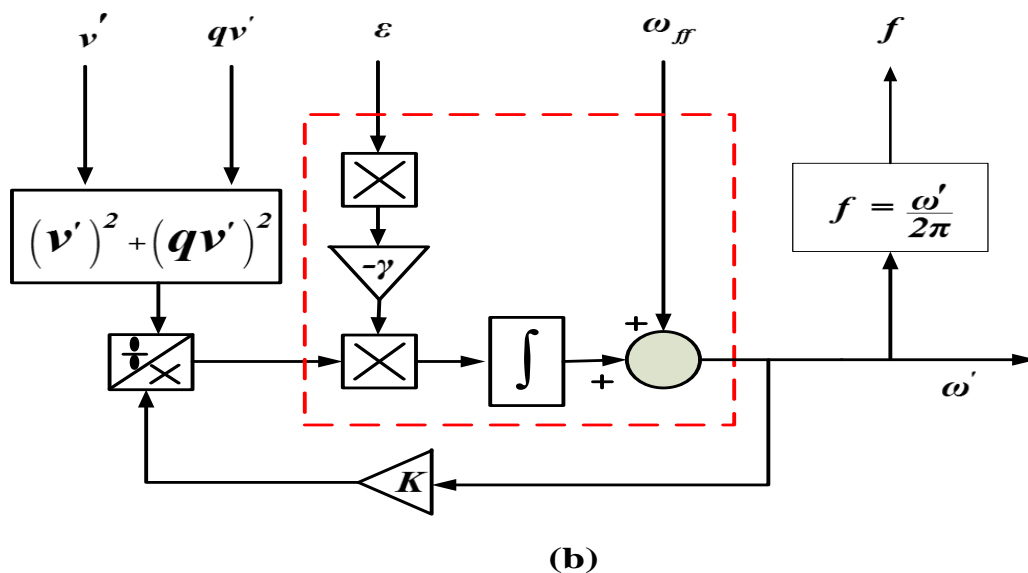 v' qv' ε ω_ff f
(v')² + (qv')²
f = ω'/2π
-γ
÷ ×
∫
+
+
ω'
K
(b)